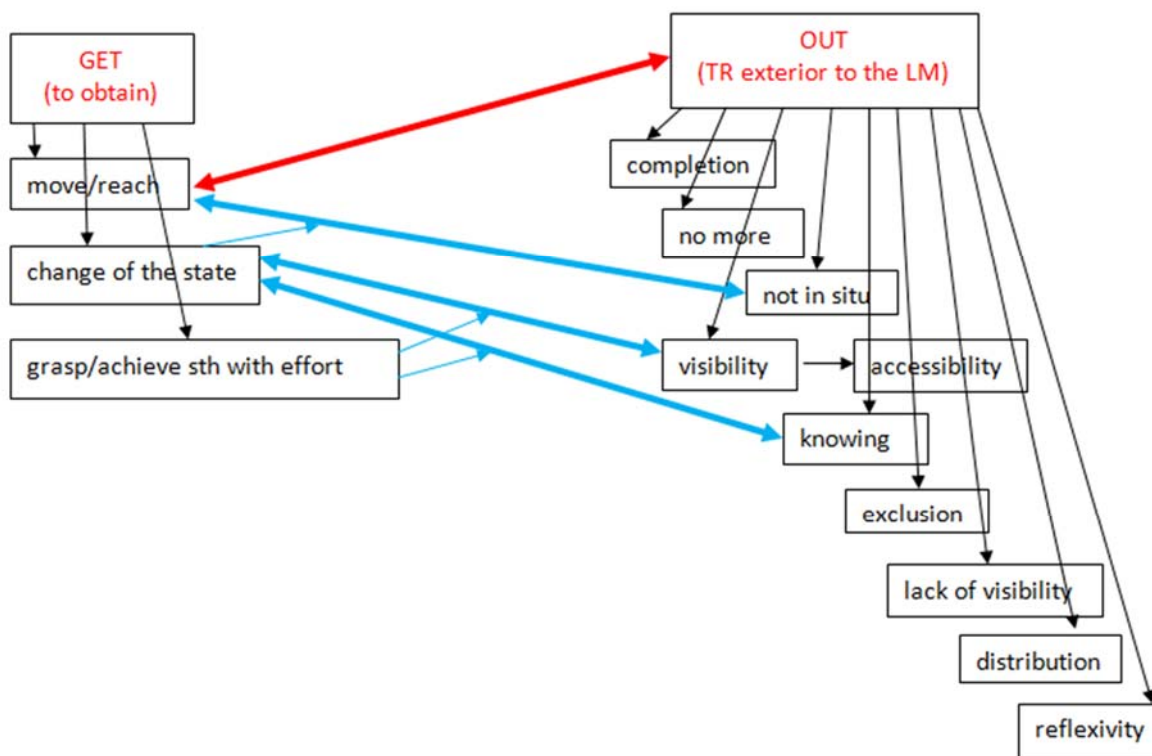 GET
(to obtain)
OUT
(TR exterior to the LM)
move/reach
completion
no more
change of the state
not in situ
grasp/achieve sth with effort
visibility
accessibility
knowing
exclusion
lack of visibility
distribution
reflexivity